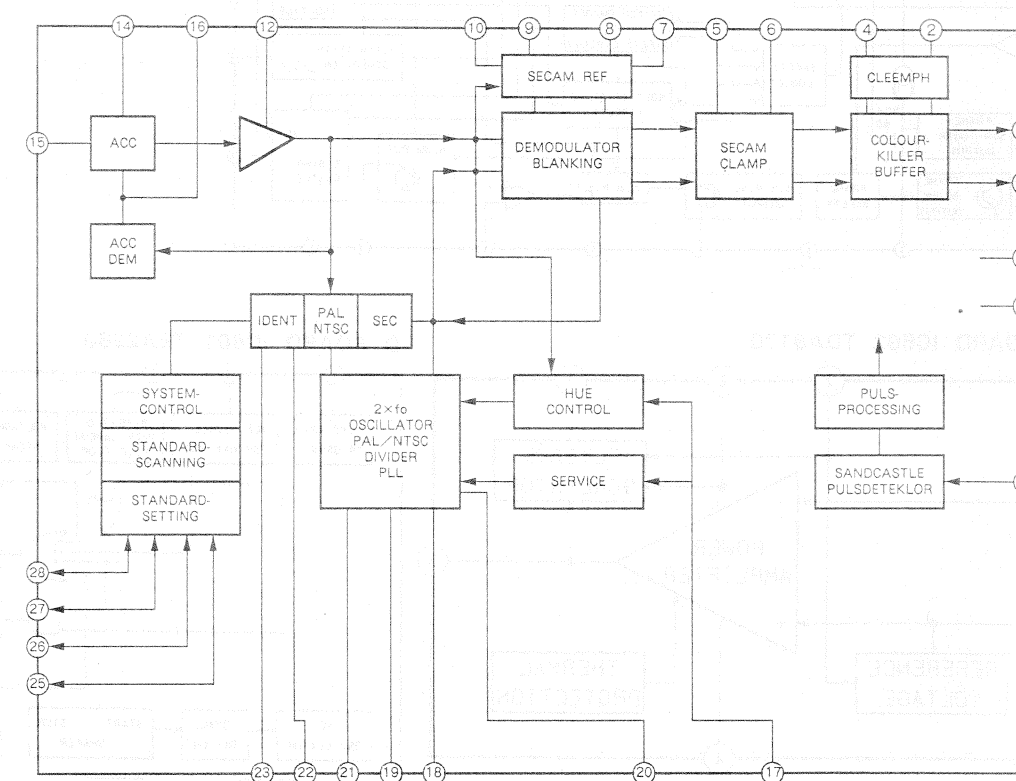 14
16
12
10
9
8
7
5
6
4
2
SECAM REF
CLEEMPH
15
ACC
DEMODULATOR
BLANKING
SECAM
CLAMP
COLOUR-
KILLER
BUFFER
ACC
DEM
IDENT
PAL
NTSC
SEC
SYSTEM-
CONTROL
STANDARD-
SCANNING
STANDARD-
SETTING
2×fo
OSCILLATOR
PAL/NTSC
DIVIDER
PLL
HUE
CONTROL
SERVICE
PULS-
PROCESSING
SANDCASTLE
PULSDETEKLOR
28
27
26
25
23
22
21
19
18
20
17